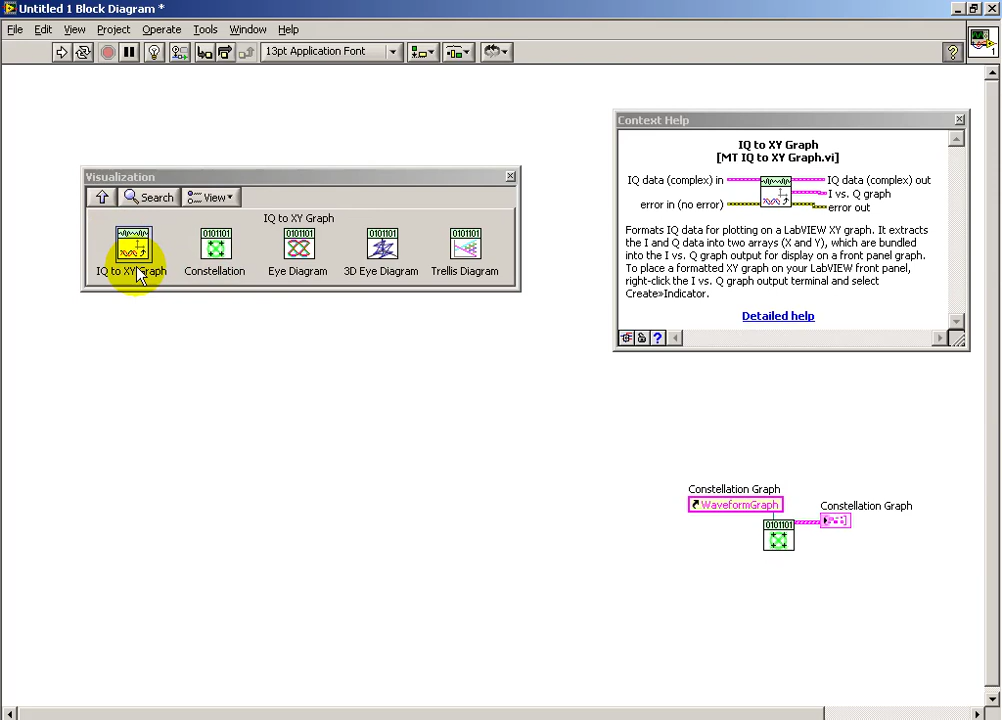 Untitled 1 Block Diagram *
File Edit View Project Operate Tools Window Help
13pt Application Font
?
1
Visualization
Search View
IQ to XY Graph
0101101 0101101 0101101 0101101
IQ to XY Graph Constellation Eye Diagram 3D Eye Diagram Trellis Diagram
Context Help
IQ to XY Graph
[MT IQ to XY Graph.vi]
IQ data (complex) in IQ data (complex) out
I vs. Q graph
error in (no error) error out
Formats IQ data for plotting on a LabVIEW XY graph. It extracts
the I and Q data into two arrays (X and Y), which are bundled
into the I vs. Q graph output for display on a front panel graph.
To place a formatted XY graph on your LabVIEW front panel,
right-click the I vs. Q graph output terminal and select
Create»Indicator.
Detailed help
?
Constellation Graph
WaveformGraph
Constellation Graph
0101101